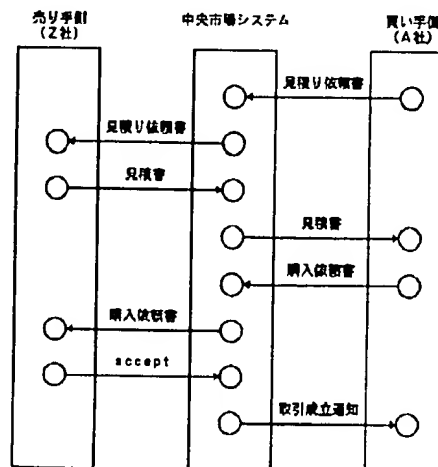 売り手側
(Z社)
中央市場システム
買い手側
(A社)
見積り依頼書
見積り依頼書
見積書
見積書
購入依頼書
購入依頼書
accept
取引成立通知